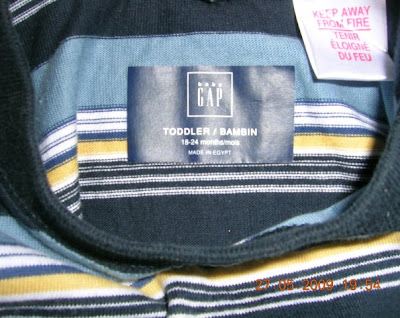 KEEP AWAY
FROM FIRE
TENIR
ÉLOIGNÉ
DU FEU
baby
GAP
TODDLER / BAMBIN
18-24 months/mois
MADE IN EGYPT
27 05 2009 19:54